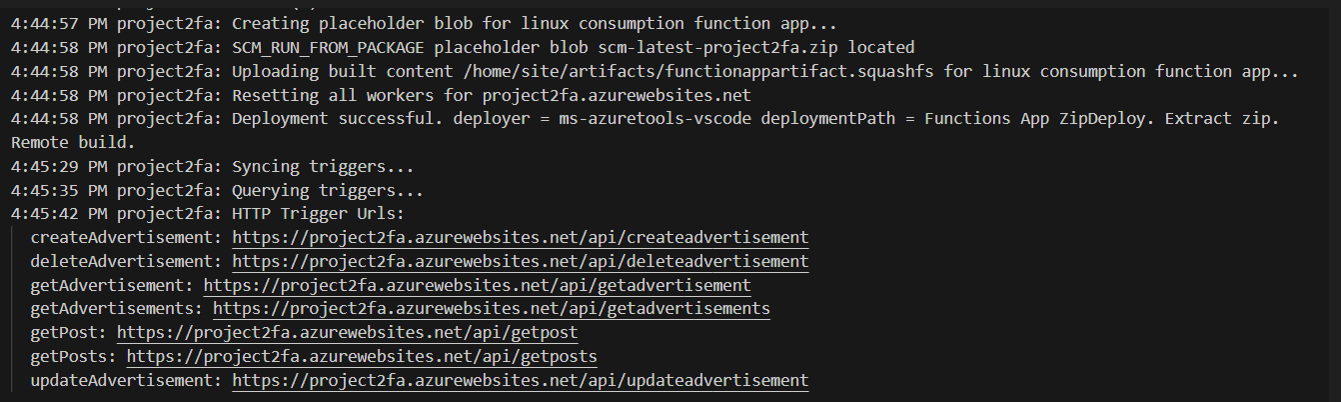 4:44:57 PM project2fa: Creating placeholder blob for linux consumption function app...
4:44:58 PM project2fa: SCM_RUN_FROM_PACKAGE placeholder blob scm-latest-project2fa.zip located
4:44:58 PM project2fa: Uploading built content /home/site/artifacts/functionappartifact.squashfs for linux consumption function app...
4:44:58 PM project2fa: Resetting all workers for project2fa.azurewebsites.net
4:44:58 PM project2fa: Deployment successful. deployer = ms-azuretools-vscode deploymentPath = Functions App ZipDeploy. Extract zip.
Remote build.
4:45:29 PM project2fa: Syncing triggers...
4:45:35 PM project2fa: Querying triggers...
4:45:42 PM project2fa: HTTP Trigger Urls:
createAdvertisement: https://project2fa.azurewebsites.net/api/createadvertisement
deleteAdvertisement: https://project2fa.azurewebsites.net/api/deleteadvertisement
getAdvertisement: https://project2fa.azurewebsites.net/api/getadvertisement
getAdvertisements: https://project2fa.azurewebsites.net/api/getadvertisements
getPost: https://project2fa.azurewebsites.net/api/getpost
getPosts: https://project2fa.azurewebsites.net/api/getposts
updateAdvertisement: https://project2fa.azurewebsites.net/api/updateadvertisement